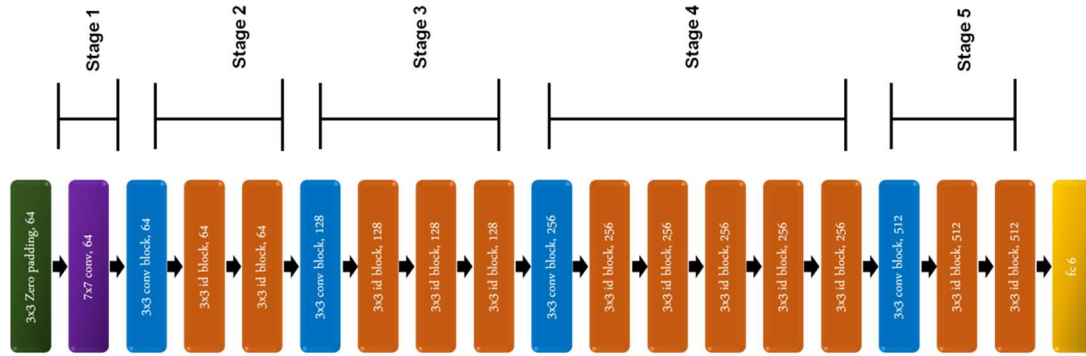 Stage 1
Stage 2
Stage 3
Stage 4
Stage 5
3x3 Zero padding, 64
7x7 conv, 64
3x3 conv block, 64
3x3 id block, 64
3x3 id block, 64
3x3 conv block, 128
3x3 id block, 128
3x3 id block, 128
3x3 id block, 128
3x3 conv block, 256
3x3 id block, 256
3x3 id block, 256
3x3 id block, 256
3x3 id block, 256
3x3 id block, 256
3x3 conv block, 512
3x3 id block, 512
3x3 id block, 512
fc 6